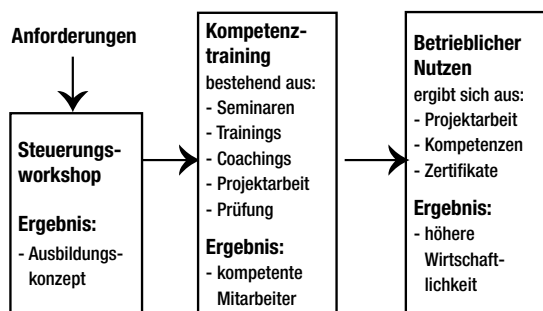 Anforderungen
Steuerungs-
workshop
Ergebnis:
- Ausbildungs-
konzept
Kompetenz-
training
bestehend aus:
- Seminaren
- Trainings
- Coachings
- Projektarbeit
- Prüfung
Ergebnis:
- kompetente
Mitarbeiter
Betrieblicher
Nutzen
ergibt sich aus:
- Projektarbeit
- Kompetenzen
- Zertifikate
Ergebnis:
- höhere
Wirtschaft-
lichkeit